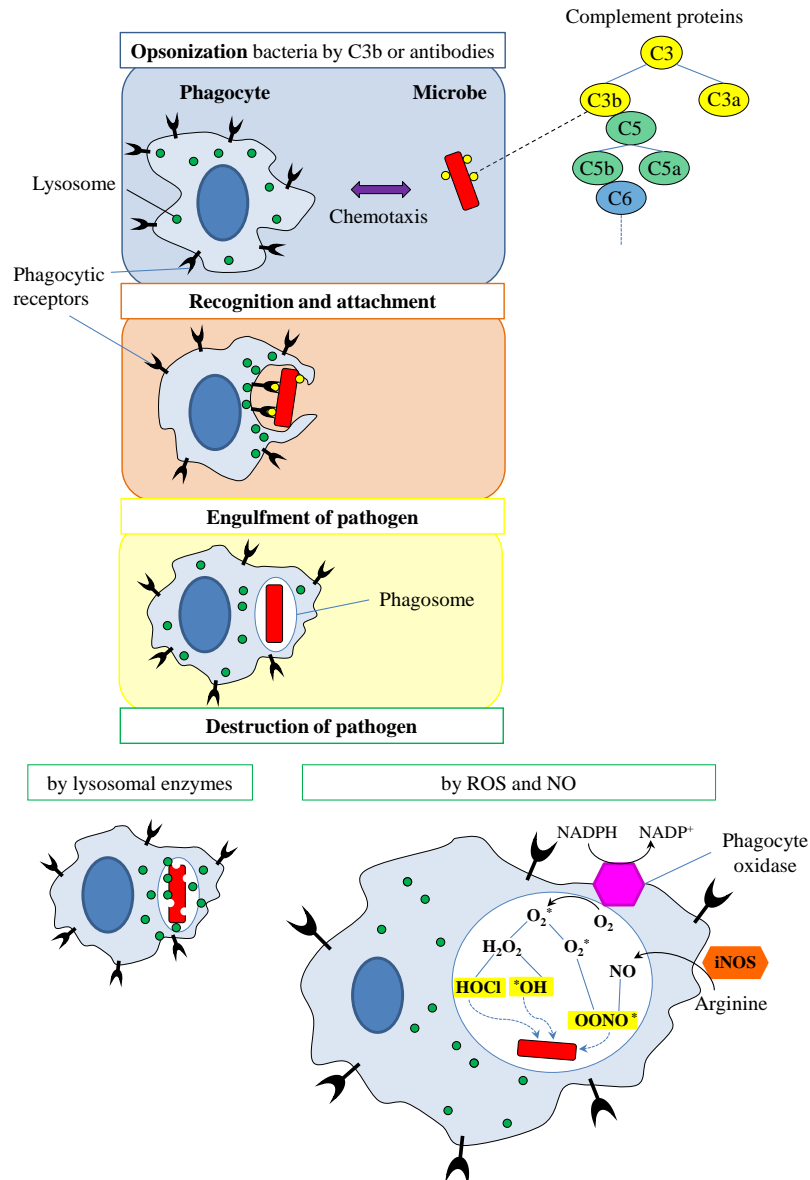 Complement proteins
Opsonization bacteria by C3b or antibodies
C3
Phagocyte
Microbe
C3b
C3a
C5
C5b
C5a
Lysosome
C6
Chemotaxis
Phagocytic
receptors
Recognition and attachment
Engulfment of pathogen
Phagosome
Destruction of pathogen
by lysosomal enzymes
by ROS and NO
NADPH
NADP+
Phagocyte
oxidase
O2*
O2
H2O2
O2*
NO
iNOS
HOCl
*OH
Arginine
OONO*